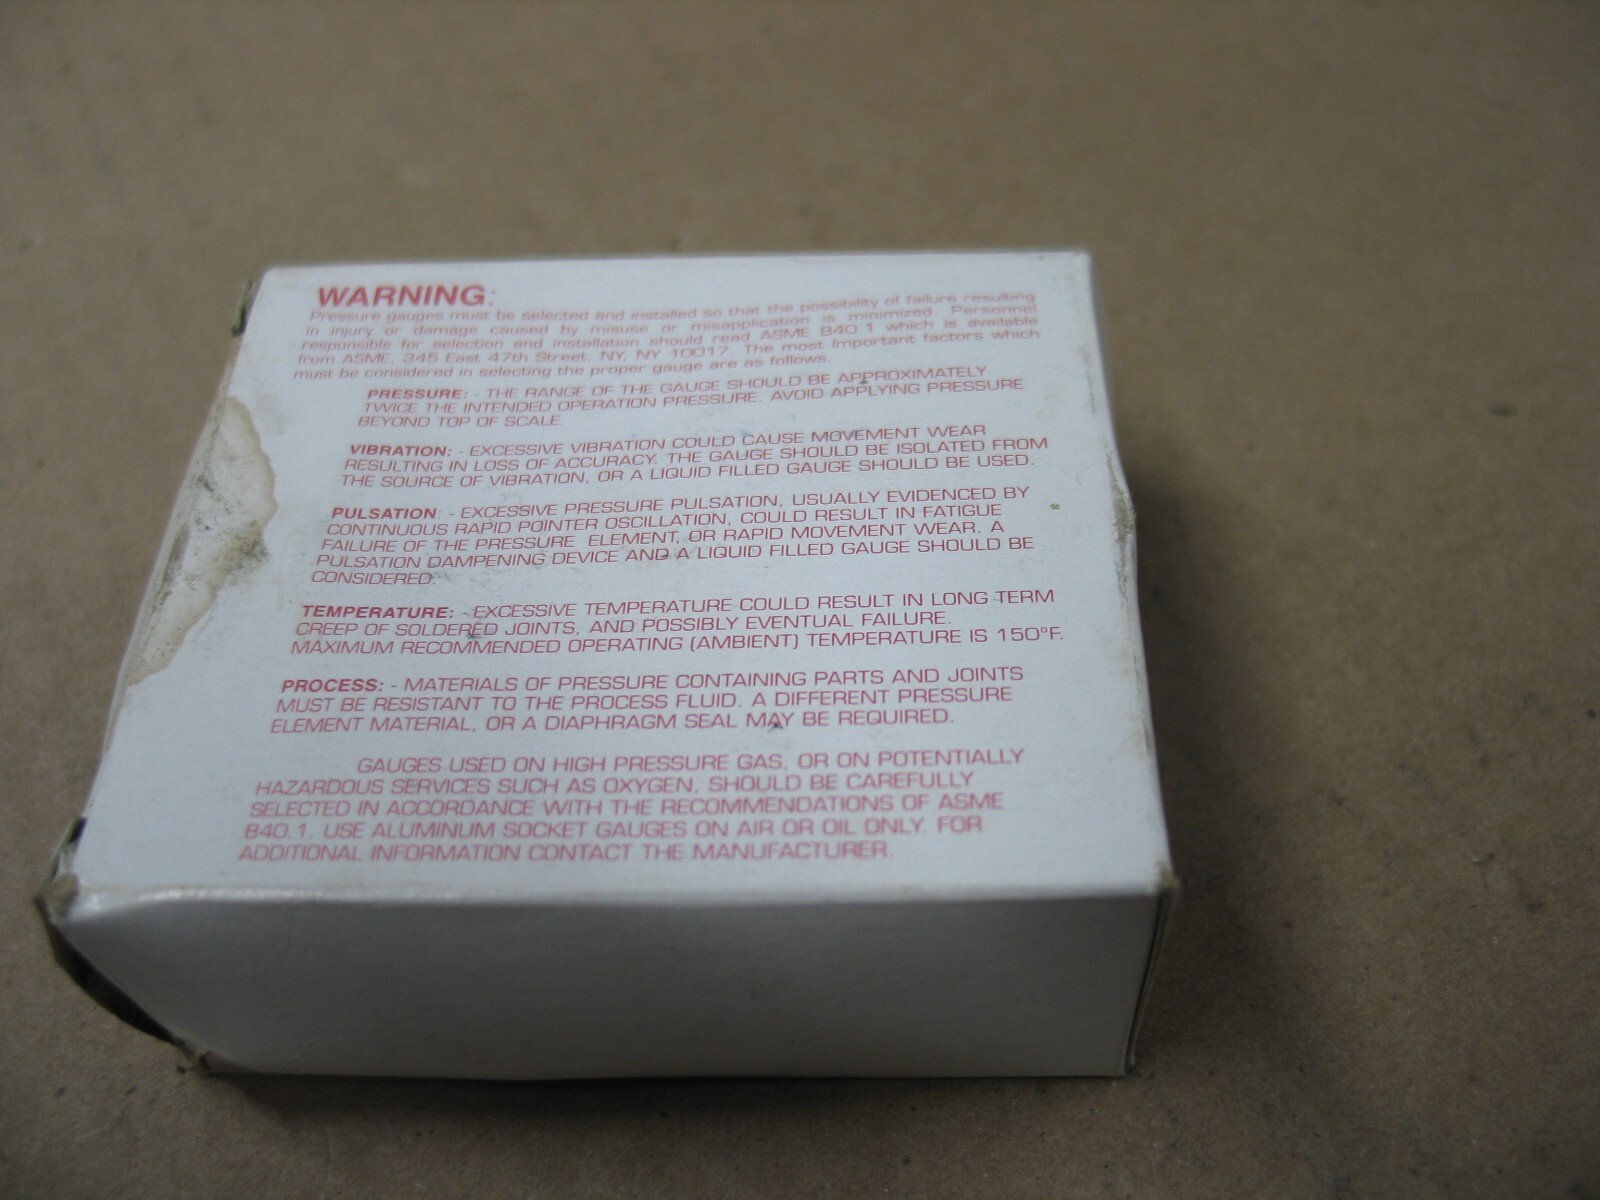 WARNING:
Pressure gauges must be selected and installed so that the possibility of failure resulting
in injury or damage caused by misuse or misapplication is minimized. Personnel
responsible for selection and installation should read ASME B40.1 which is available
from ASME, 345 East 47th Street, NY, NY 10017. The most Important factors which
must be considered in selecting the proper gauge are as follows.
PRESSURE: - THE RANGE OF THE GAUGE SHOULD BE APPROXIMATELY
TWICE THE INTENDED OPERATION PRESSURE. AVOID APPLYING PRESSURE
BEYOND TOP OF SCALE.
VIBRATION: - EXCESSIVE VIBRATION COULD CAUSE MOVEMENT WEAR
RESULTING IN LOSS OF ACCURACY. THE GAUGE SHOULD BE ISOLATED FROM
THE SOURCE OF VIBRATION, OR A LIQUID FILLED GAUGE SHOULD BE USED.
PULSATION: - EXCESSIVE PRESSURE PULSATION, USUALLY EVIDENCED BY
CONTINUOUS RAPID POINTER OSCILLATION, COULD RESULT IN FATIGUE
FAILURE OF THE PRESSURE ELEMENT, OR RAPID MOVEMENT WEAR. A
PULSATION DAMPENING DEVICE AND A LIQUID FILLED GAUGE SHOULD BE
CONSIDERED.
TEMPERATURE: - EXCESSIVE TEMPERATURE COULD RESULT IN LONG TERM
CREEP OF SOLDERED JOINTS, AND POSSIBLY EVENTUAL FAILURE.
MAXIMUM RECOMMENDED OPERATING (AMBIENT) TEMPERATURE IS 150°F.
PROCESS: - MATERIALS OF PRESSURE CONTAINING PARTS AND JOINTS
MUST BE RESISTANT TO THE PROCESS FLUID. A DIFFERENT PRESSURE
ELEMENT MATERIAL, OR A DIAPHRAGM SEAL MAY BE REQUIRED.
GAUGES USED ON HIGH PRESSURE GAS, OR ON POTENTIALLY
HAZARDOUS SERVICES SUCH AS OXYGEN, SHOULD BE CAREFULLY
SELECTED IN ACCORDANCE WITH THE RECOMMENDATIONS OF ASME
B40.1. USE ALUMINUM SOCKET GAUGES ON AIR OR OIL ONLY. FOR
ADDITIONAL INFORMATION CONTACT THE MANUFACTURER.